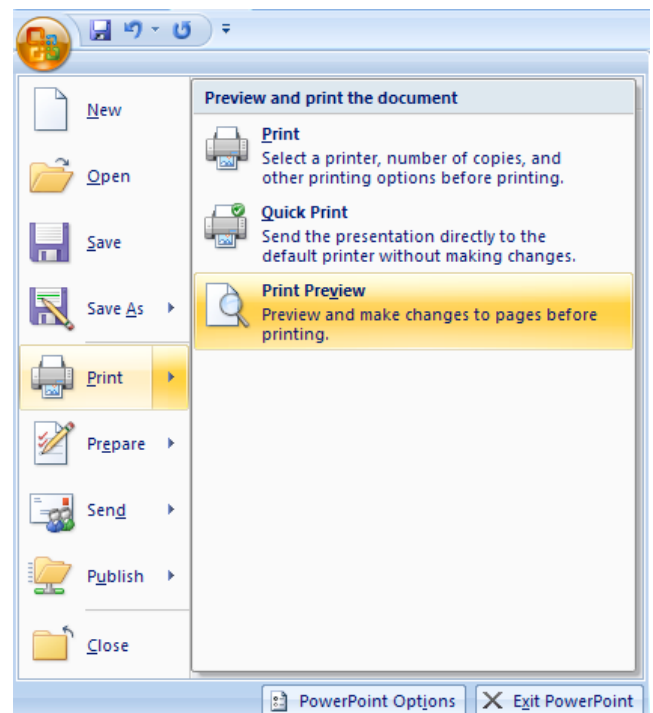 New
Open
Save
Save As
Print
Prepare
Send
Publish
Close
Preview and print the document
Print
Select a printer, number of copies, and
other printing options before printing.
Quick Print
Send the presentation directly to the
default printer without making changes.
Print Preview
Preview and make changes to pages before
printing.
PowerPoint Options
Exit PowerPoint